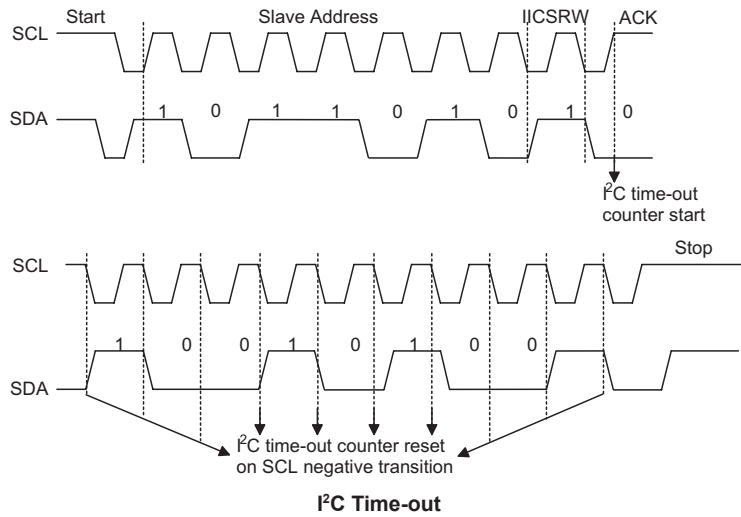 Start Slave Address IICSRW ACK
SCL
1 0 1 1 0 1 0 1 0
SDA
I²C time-out
counter start
Stop
SCL
1 0 0 1 0 1 0 0
SDA
I²C time-out counter reset
on SCL negative transition
I²C Time-out